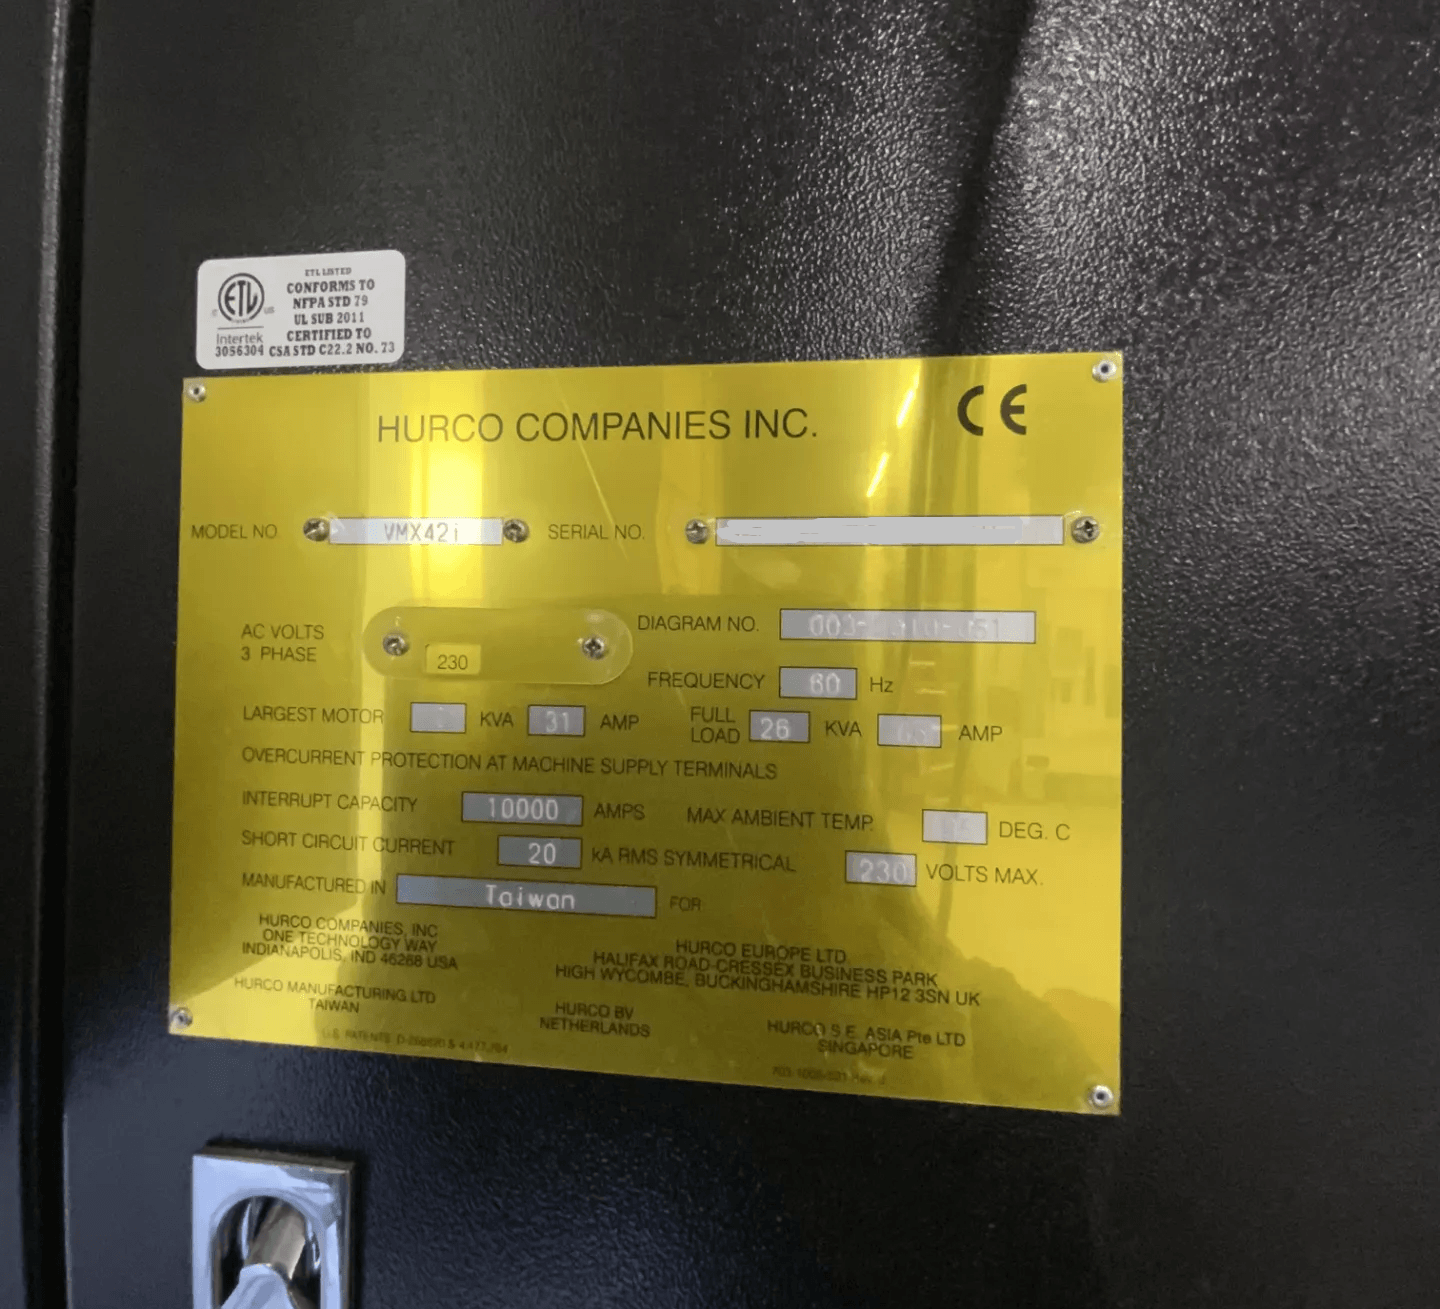 ETL LISTED
CONFORMS TO
NFPA STD 79
UL SUB 2011
CERTIFIED TO
CSA STD C22.2 NO. 73
ETL
US
Intertek
3056304
HURCO COMPANIES INC.
CE
MODEL NO. VMX42i SERIAL NO.
AC VOLTS
3 PHASE
230
DIAGRAM NO.
FREQUENCY 60 Hz
LARGEST MOTOR KVA 31 AMP
FULL
LOAD 26 KVA AMP
OVERCURRENT PROTECTION AT MACHINE SUPPLY TERMINALS
INTERRUPT CAPACITY 10000 AMPS MAX AMBIENT TEMP. DEG. C
SHORT CIRCUIT CURRENT 20 kA RMS SYMMETRICAL 230 VOLTS MAX.
MANUFACTURED IN Taiwan FOR
HURCO COMPANIES, INC
ONE TECHNOLOGY WAY
INDIANAPOLIS, IND 46268 USA
HURCO EUROPE LTD
HALIFAX ROAD CRESSEX BUSINESS PARK
HIGH WYCOMBE, BUCKINGHAMSHIRE HP12 3SN UK
HURCO MANUFACTURING LTD
TAIWAN
HURCO BV
NETHERLANDS
HURCO S.E. ASIA Pte LTD
SINGAPORE
U.S. PATENTS